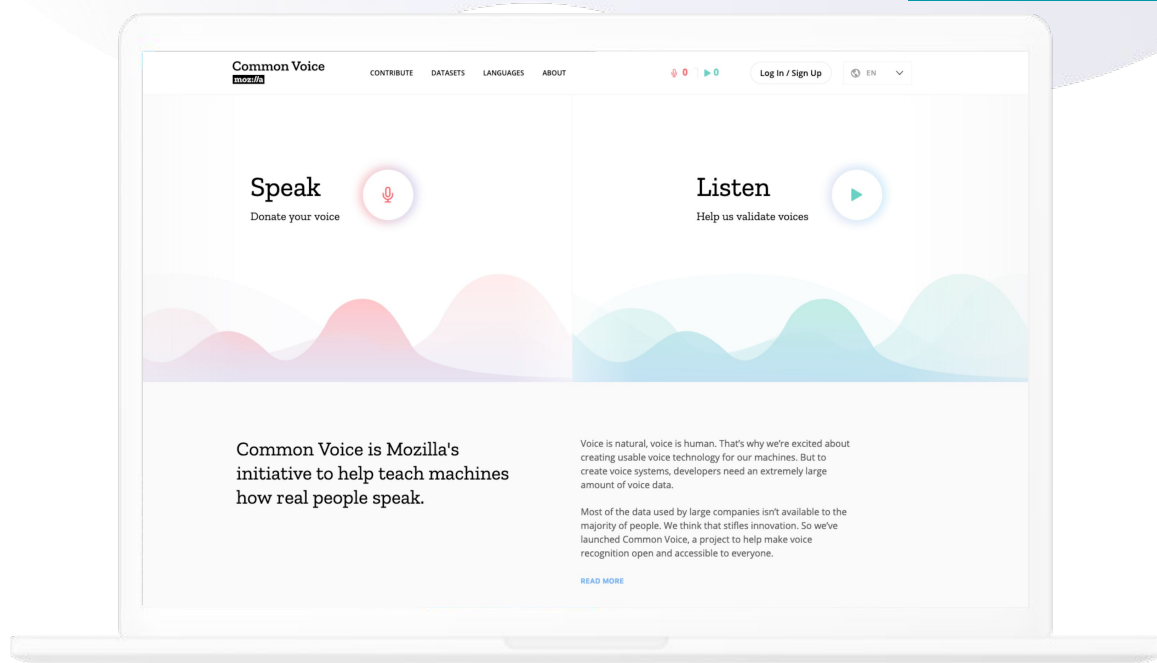 Common Voice
moz://a
CONTRIBUTE DATASETS LANGUAGES ABOUT
0 0
Log In / Sign Up
EN
Speak
Donate your voice
Listen
Help us validate voices
Common Voice is Mozilla's
initiative to help teach machines
how real people speak.
Voice is natural, voice is human. That's why we're excited about
creating usable voice technology for our machines. But to
create voice systems, developers need an extremely large
amount of voice data.
Most of the data used by large companies isn't available to the
majority of people. We think that stifles innovation. So we've
launched Common Voice, a project to help make voice
recognition open and accessible to everyone.
READ MORE